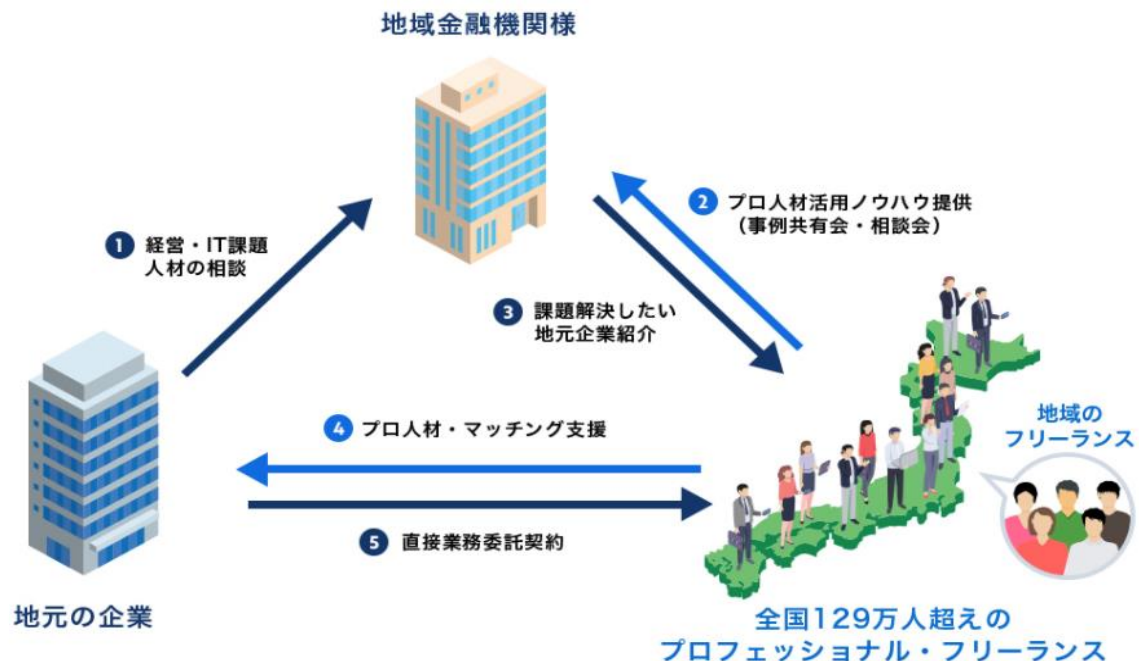 地域金融機関様
1 経営・IT課題
人材の相談
2 プロ人材活用ノウハウ提供
（事例共有会・相談会）
3 課題解決したい
地元企業紹介
4 プロ人材・マッチング支援
5 直接業務委託契約
地域の
フリーランス
地元の企業
全国129万人超えの
プロフェッショナル・フリーランス